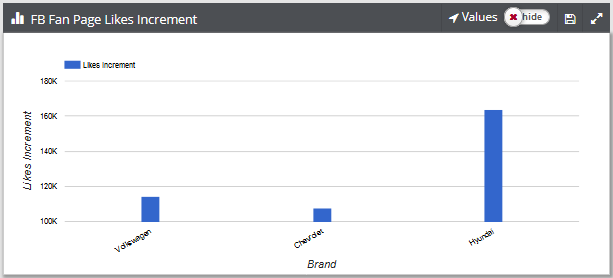 FB Fan Page Likes Increment
Values hide
Likes Increment
180K
160K
140K
120K
100K
Likes Increment
Volkswagen
Chevrolet
Hyundai
Brand